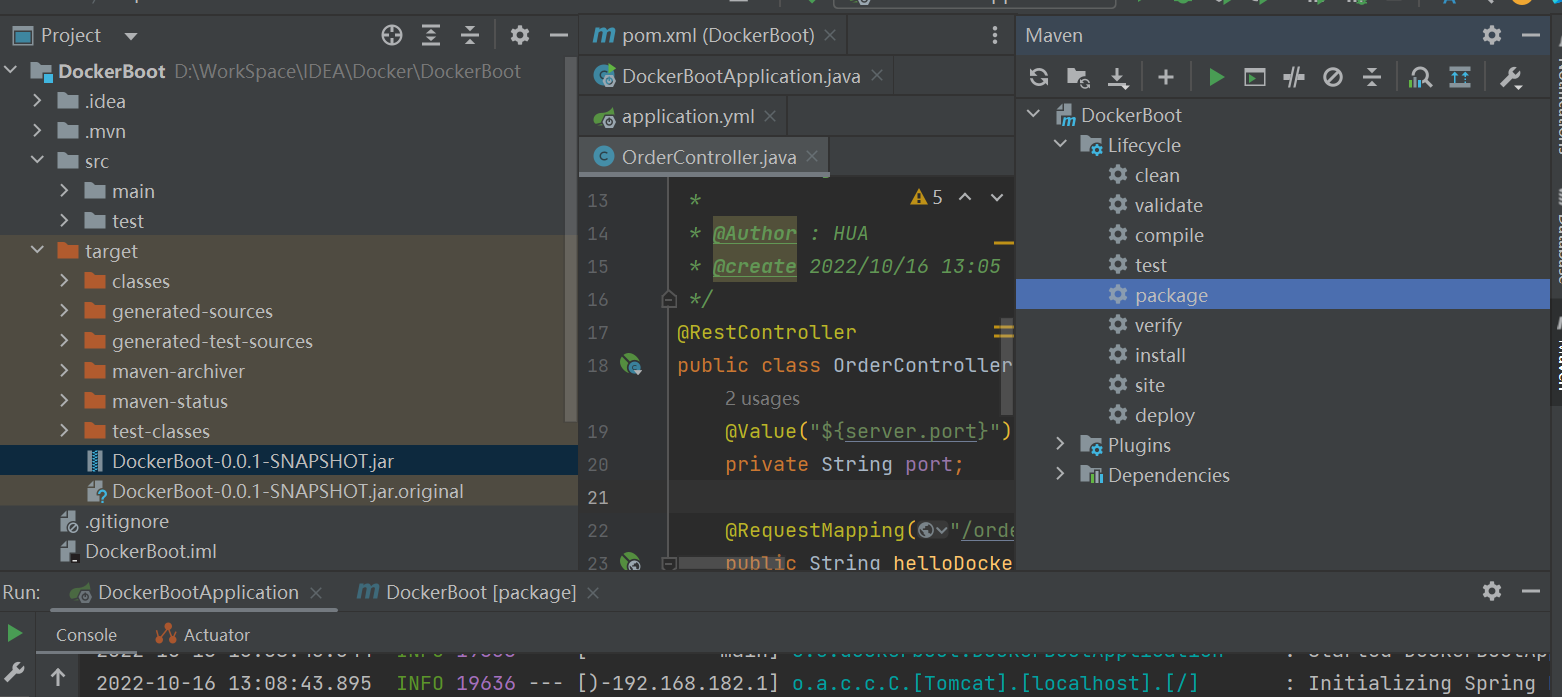 Project
DockerBoot D:\WorkSpace\IDEA\Docker\DockerBoot
.idea
.mvn
src
main
test
target
classes
generated-sources
generated-test-sources
maven-archiver
maven-status
test-classes
DockerBoot-0.0.1-SNAPSHOT.jar
DockerBoot-0.0.1-SNAPSHOT.jar.original
.gitignore
DockerBoot.iml
pom.xml (DockerBoot)
DockerBootApplication.java
application.yml
OrderController.java
5
13 *
14 * @Author : HUA
15 * @create 2022/10/16 13:05
16 */
17 @RestController
18 public class OrderController
2 usages
19 @Value("${server.port}")
20 private String port;
21
22 @RequestMapping("/orde
23 public String helloDocke
Maven
DockerBoot
Lifecycle
clean
validate
compile
test
package
verify
install
site
deploy
Plugins
Dependencies
Run: DockerBootApplication DockerBoot [package]
Console Actuator
2022-10-16 13:08:43.895 INFO 19636 --- [)-192.168.182.1] o.a.c.c.C.[Tomcat].[localhost].[/] : Initializing Spring